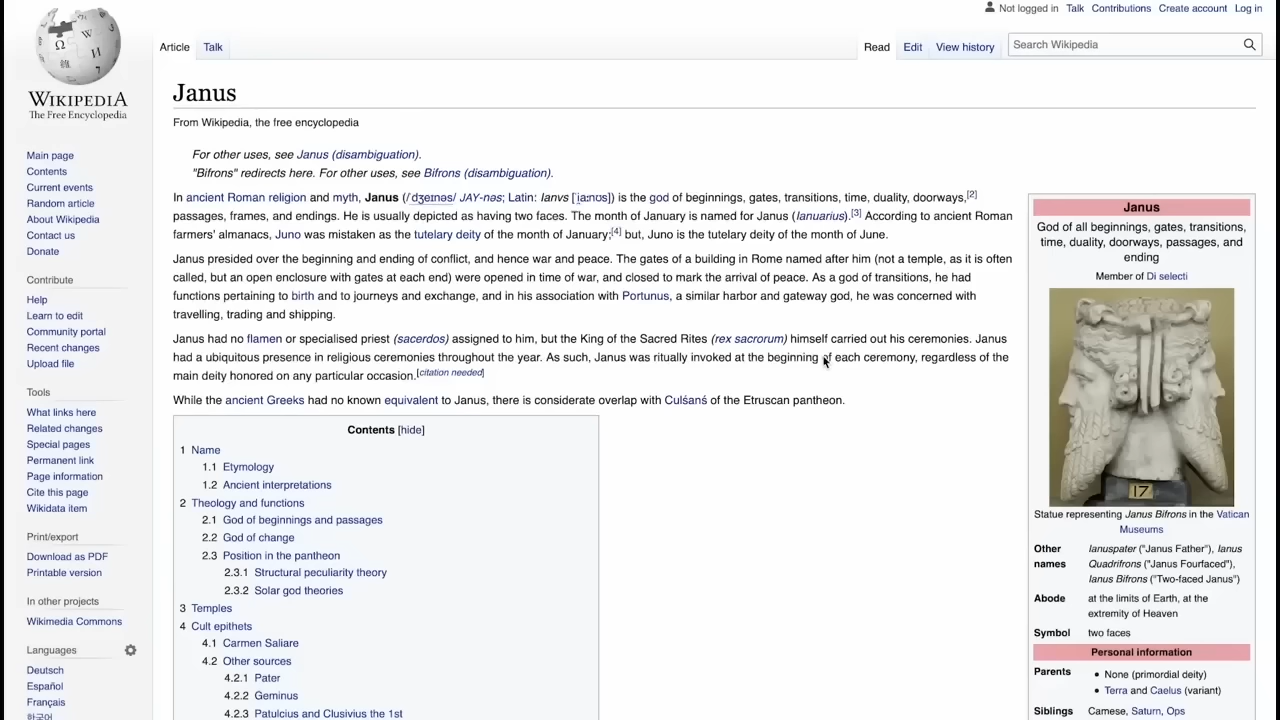 Not logged in Talk Contributions Create account Log in
Article Talk Read Edit View history Search Wikipedia
WIKIPEDIA
The Free Encyclopedia
Main page
Contents
Current events
Random article
About Wikipedia
Contact us
Donate
Contribute
Help
Learn to edit
Community portal
Recent changes
Upload file
Tools
What links here
Related changes
Special pages
Permanent link
Page information
Cite this page
Wikidata item
Print/export
Download as PDF
Printable version
In other projects
Wikimedia Commons
Languages
Deutsch
Español
Français
한국어
Janus
From Wikipedia, the free encyclopedia
For other uses, see Janus (disambiguation).
"Bifrons" redirects here. For other uses, see Bifrons (disambiguation).
In ancient Roman religion and myth, Janus (/ˈdʒeɪnəs/ JAY-nəs; Latin: Ianvs [ˈi̯aːnʊs]) is the god of beginnings, gates, transitions, time, duality, doorways,[2]
passages, frames, and endings. He is usually depicted as having two faces. The month of January is named for Janus (Ianuarius).[3] According to ancient Roman
farmers' almanacs, Juno was mistaken as the tutelary deity of the month of January;[4] but, Juno is the tutelary deity of the month of June.
Janus presided over the beginning and ending of conflict, and hence war and peace. The gates of a building in Rome named after him (not a temple, as it is often
called, but an open enclosure with gates at each end) were opened in time of war, and closed to mark the arrival of peace. As a god of transitions, he had
functions pertaining to birth and to journeys and exchange, and in his association with Portunus, a similar harbor and gateway god, he was concerned with
travelling, trading and shipping.
Janus had no flamen or specialised priest (sacerdos) assigned to him, but the King of the Sacred Rites (rex sacrorum) himself carried out his ceremonies. Janus
had a ubiquitous presence in religious ceremonies throughout the year. As such, Janus was ritually invoked at the beginning of each ceremony, regardless of the
main deity honored on any particular occasion.[citation needed]
While the ancient Greeks had no known equivalent to Janus, there is considerate overlap with Culśanś of the Etruscan pantheon.
Contents [hide]
1 Name
1.1 Etymology
1.2 Ancient interpretations
2 Theology and functions
2.1 God of beginnings and passages
2.2 God of change
2.3 Position in the pantheon
2.3.1 Structural peculiarity theory
2.3.2 Solar god theories
3 Temples
4 Cult epithets
4.1 Carmen Saliare
4.2 Other sources
4.2.1 Pater
4.2.2 Geminus
4.2.3 Patulcius and Clusivius the 1st
Janus
God of all beginnings, gates, transitions,
time, duality, doorways, passages, and
ending
Member of Di selecti
17
Statue representing Janus Bifrons in the Vatican
Museums
Other names Ianuspater ("Janus Father"), Ianus
Quadrifrons ("Janus Fourfaced"),
Ianus Bifrons ("Two-faced Janus")
Abode at the limits of Earth, at the
extremity of Heaven
Symbol two faces
Personal information
Parents • None (primordial deity)
• Terra and Caelus (variant)
Siblings Camese, Saturn, Ops